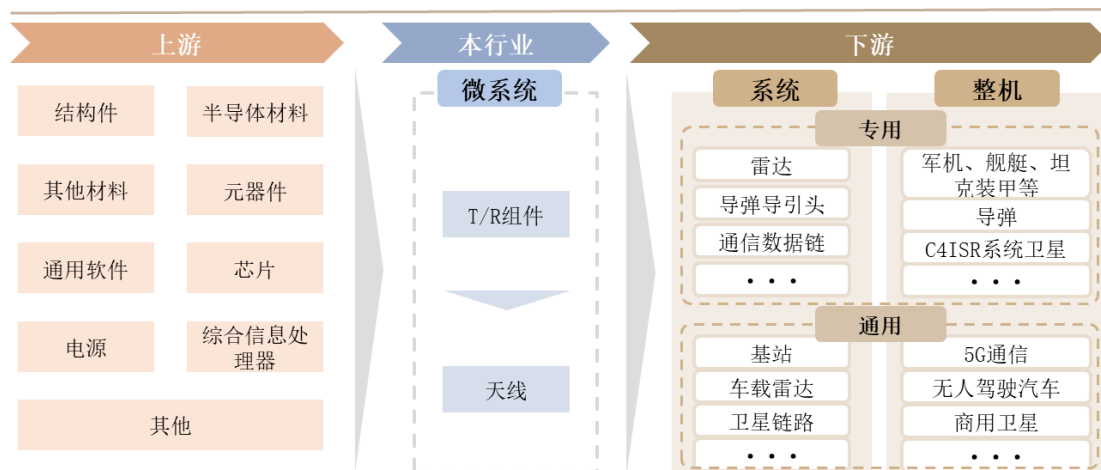 上游
本行业
下游
结构件
半导体材料
其他材料
元器件
通用软件
芯片
电源
综合信息处
理器
其他
微系统
T/R组件
天线
系统
整机
专用
雷达
导弹导引头
通信数据链
...
军机、舰艇、坦
克装甲等
导弹
C4ISR系统卫星
...
通用
基站
车载雷达
卫星链路
...
5G通信
无人驾驶汽车
商用卫星
...